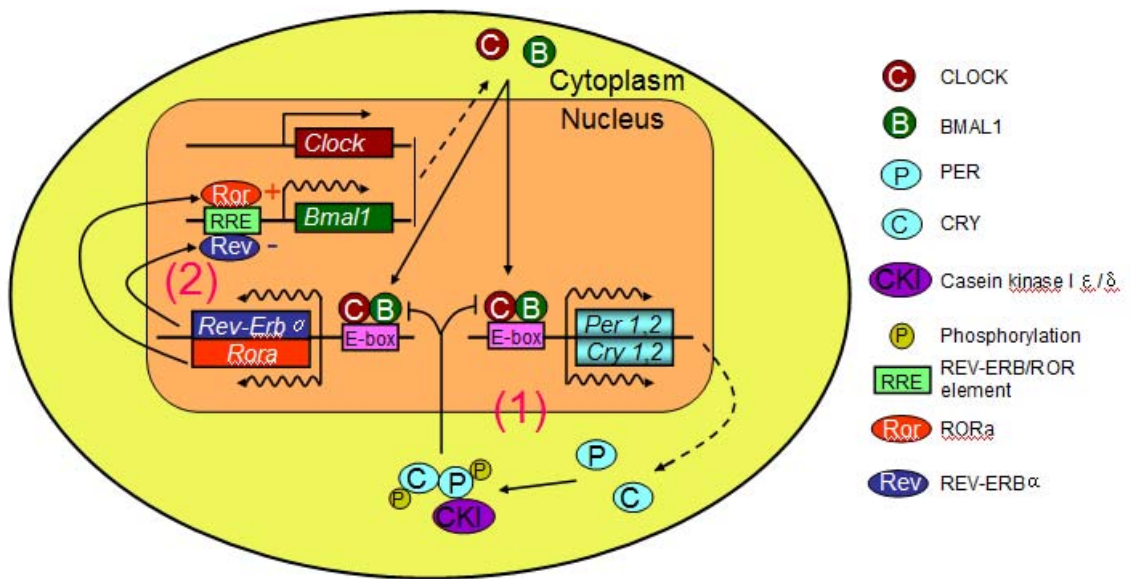 C
B
Cytoplasm
Nucleus
Clock
Ror +
RRE
Bmal1
Rev -
(2)
C B
C B
Rev-Erb α
E-box
E-box
Per 1,2
Rora
Cry 1,2
(1)
P
C P P
C
P
CKI
C CLOCK
B BMAL1
P PER
C CRY
CKI Casein kinase I ε/δ
P Phosphorylation
RRE REV-ERB/ROR
element
Ror RORa
Rev REV-ERBα